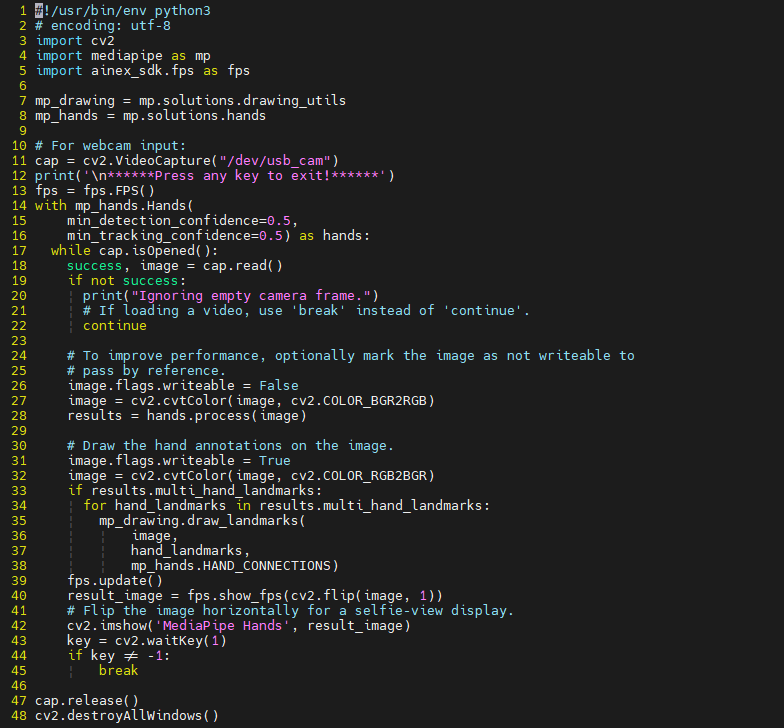 1 #!/usr/bin/env python3
2 # encoding: utf-8
3 import cv2
4 import mediapipe as mp
5 import ainex_sdk.fps as fps
6
7 mp_drawing = mp.solutions.drawing_utils
8 mp_hands = mp.solutions.hands
9
10 # For webcam input:
11 cap = cv2.VideoCapture("/dev/usb_cam")
12 print('\n******Press any key to exit!******')
13 fps = fps.FPS()
14 with mp_hands.Hands(
15     min_detection_confidence=0.5,
16     min_tracking_confidence=0.5) as hands:
17   while cap.isOpened():
18     success, image = cap.read()
19     if not success:
20       print("Ignoring empty camera frame.")
21       # If loading a video, use 'break' instead of 'continue'.
22       continue
23
24     # To improve performance, optionally mark the image as not writeable to
25     # pass by reference.
26     image.flags.writeable = False
27     image = cv2.cvtColor(image, cv2.COLOR_BGR2RGB)
28     results = hands.process(image)
29
30     # Draw the hand annotations on the image.
31     image.flags.writeable = True
32     image = cv2.cvtColor(image, cv2.COLOR_RGB2BGR)
33     if results.multi_hand_landmarks:
34       for hand_landmarks in results.multi_hand_landmarks:
35         mp_drawing.draw_landmarks(
36             image,
37             hand_landmarks,
38             mp_hands.HAND_CONNECTIONS)
39     fps.update()
40     result_image = fps.show_fps(cv2.flip(image, 1))
41     # Flip the image horizontally for a selfie-view display.
42     cv2.imshow('MediaPipe Hands', result_image)
43     key = cv2.waitKey(1)
44     if key ≠ -1:
45         break
46
47 cap.release()
48 cv2.destroyAllWindows()